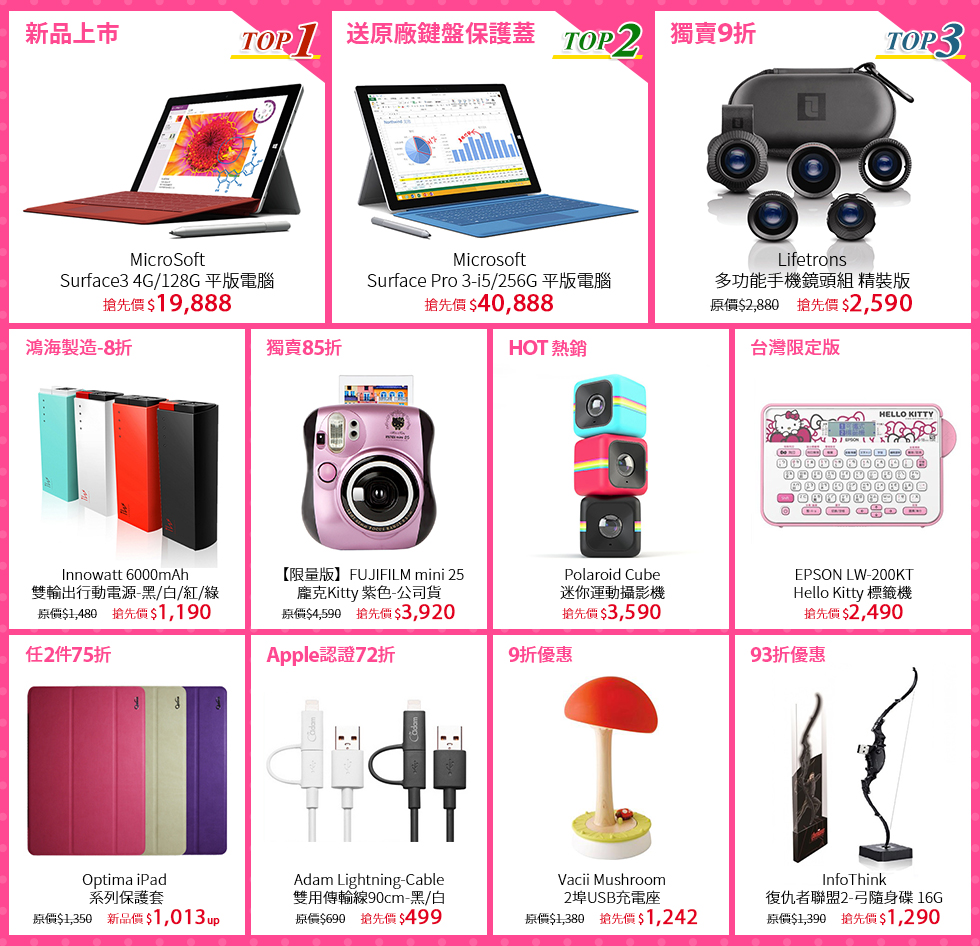 新品上市
TOP1
MicroSoft
Surface3 4G/128G 平版電腦
搶先價$19,888
送原廠鍵盤保護蓋
TOP2
Microsoft
Surface Pro 3-i5/256G 平版電腦
搶先價$40,888
獨賣9折
TOP3
Lifetrons
多功能手機鏡頭組 精裝版
原價$2,880 搶先價$2,590
鴻海製造-8折
Innowatt 6000mAh
雙輸出行動電源-黑/白/紅/綠
原價$1,480 搶先價$1,190
獨賣85折
【限量版】FUJIFILM mini 25
龐克Kitty 紫色-公司貨
原價$4,590 搶先價$3,920
HOT 熱銷
Polaroid Cube
迷你運動攝影機
搶先價$3,590
台灣限定版
HELLO KITTY
EPSON
EPSON LW-200KT
Hello Kitty 標籤機
搶先價$2,490
任2件75折
Optima iPad
系列保護套
原價$1,350 新品價$1,013up
Apple認證72折
Adam
Adam
Adam Lightning-Cable
雙用傳輸線90cm-黑/白
原價$690 搶先價$499
9折優惠
Vacii Mushroom
2埠USB充電座
原價$1,380 搶先價$1,242
93折優惠
InfoThink
復仇者聯盟2-弓隨身碟 16G
原價$1,390 搶先價$1,290